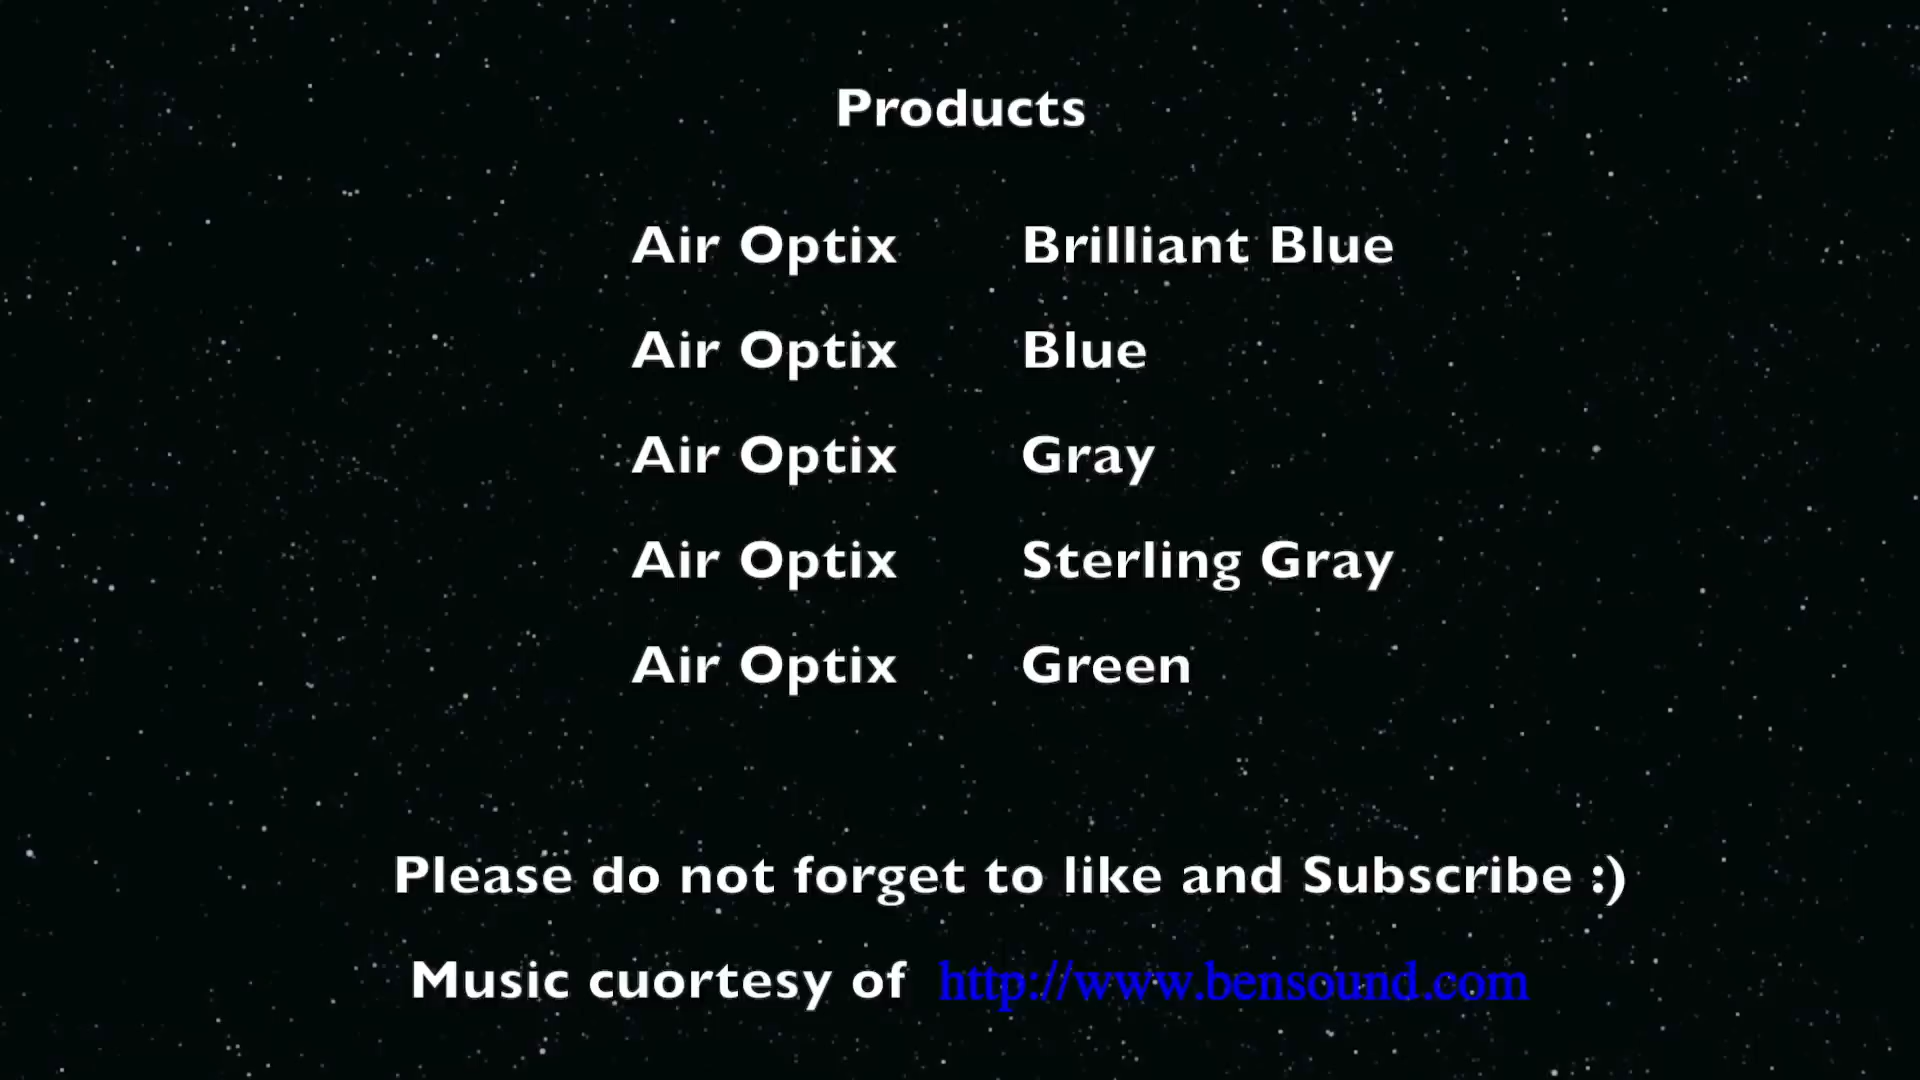 Products
Air Optix Brilliant Blue
Air Optix Blue
Air Optix Gray
Air Optix Sterling Gray
Air Optix Green
Please do not forget to like and Subscribe :)
Music cuortesy of http://www.bensound.com